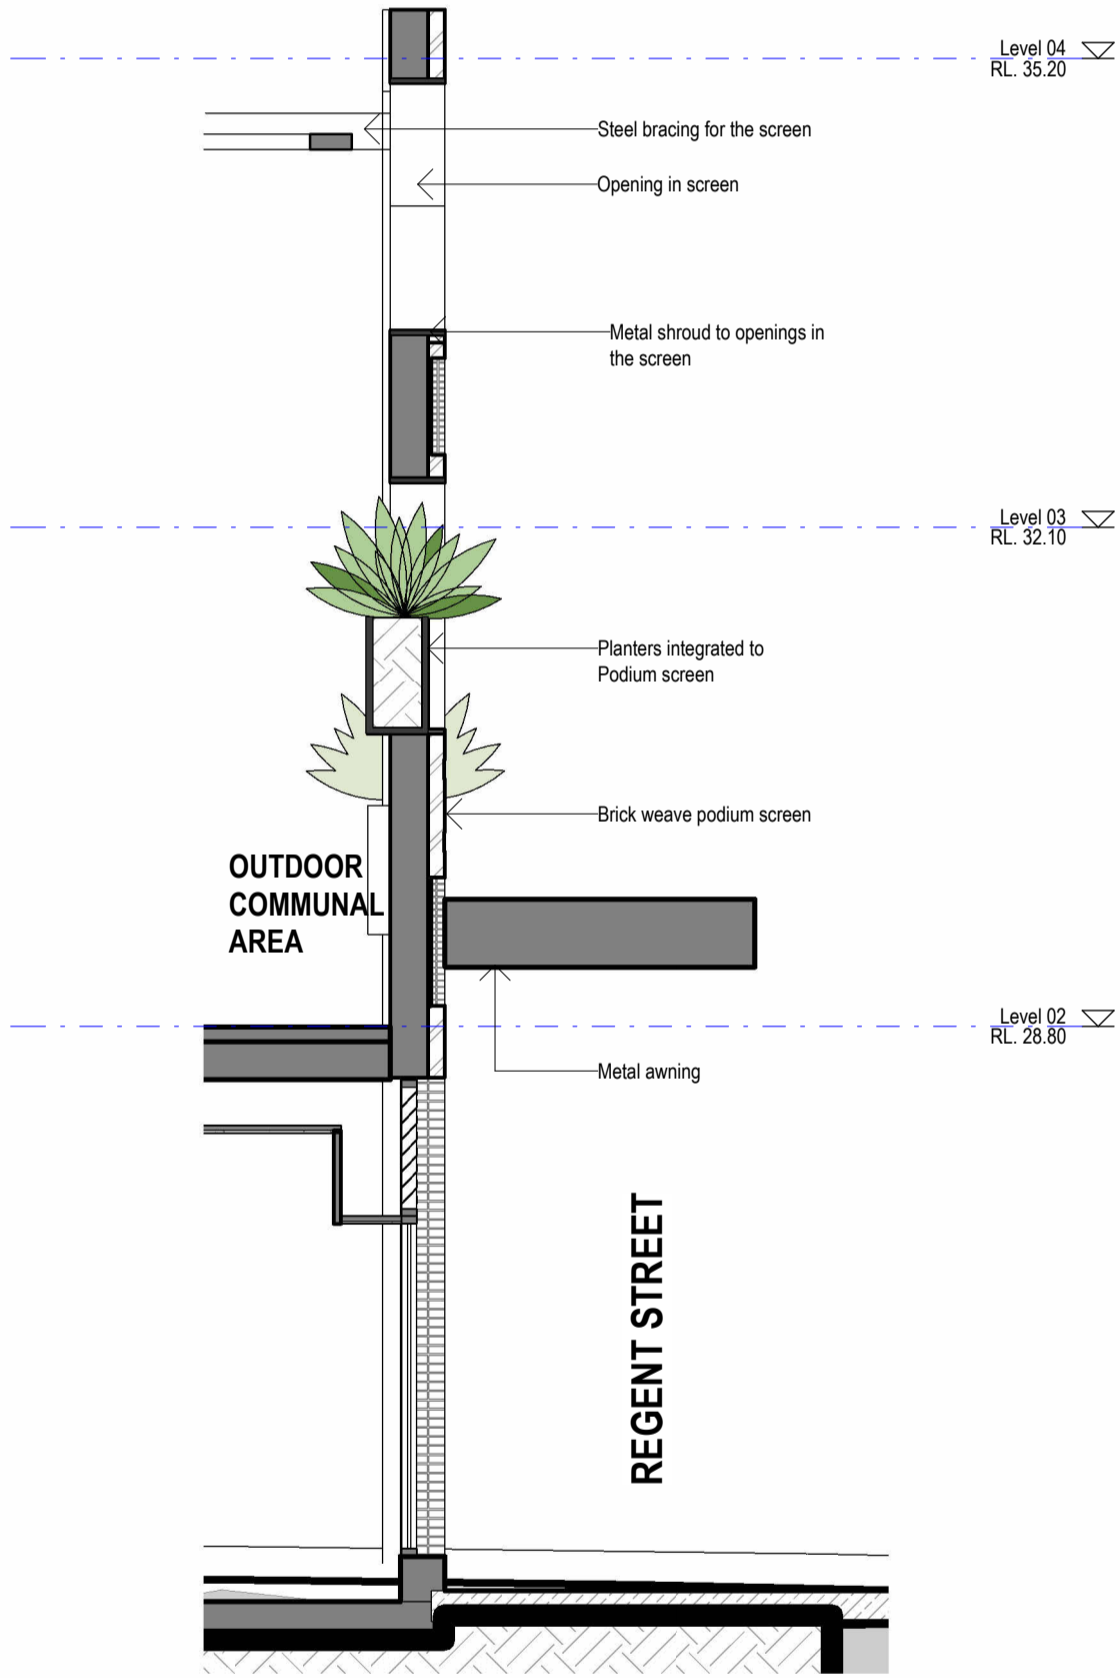 Level 04
RL. 35.20
Steel bracing for the screen
Opening in screen
Metal shroud to openings in
the screen
Level 03
RL. 32.10
Planters integrated to
Podium screen
Brick weave podium screen
OUTDOOR
COMMUNAL
AREA
Level 02
RL. 28.80
Metal awning
REGENT STREET